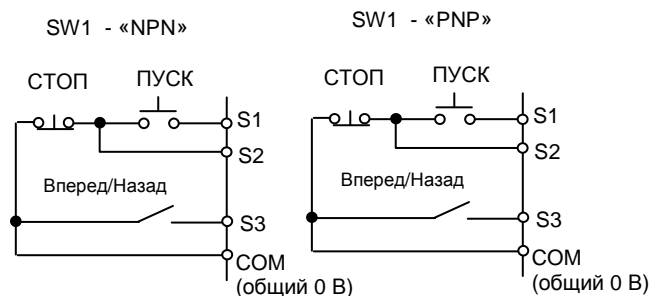 SW1 - «NPN»
СТОП ПУСК
S1
S2
Вперед/Назад
S3
COM
(общий 0 В)
SW1 - «PNP»
СТОП ПУСК
S1
S2
Вперед/Назад
S3
COM
(общий 0 В)